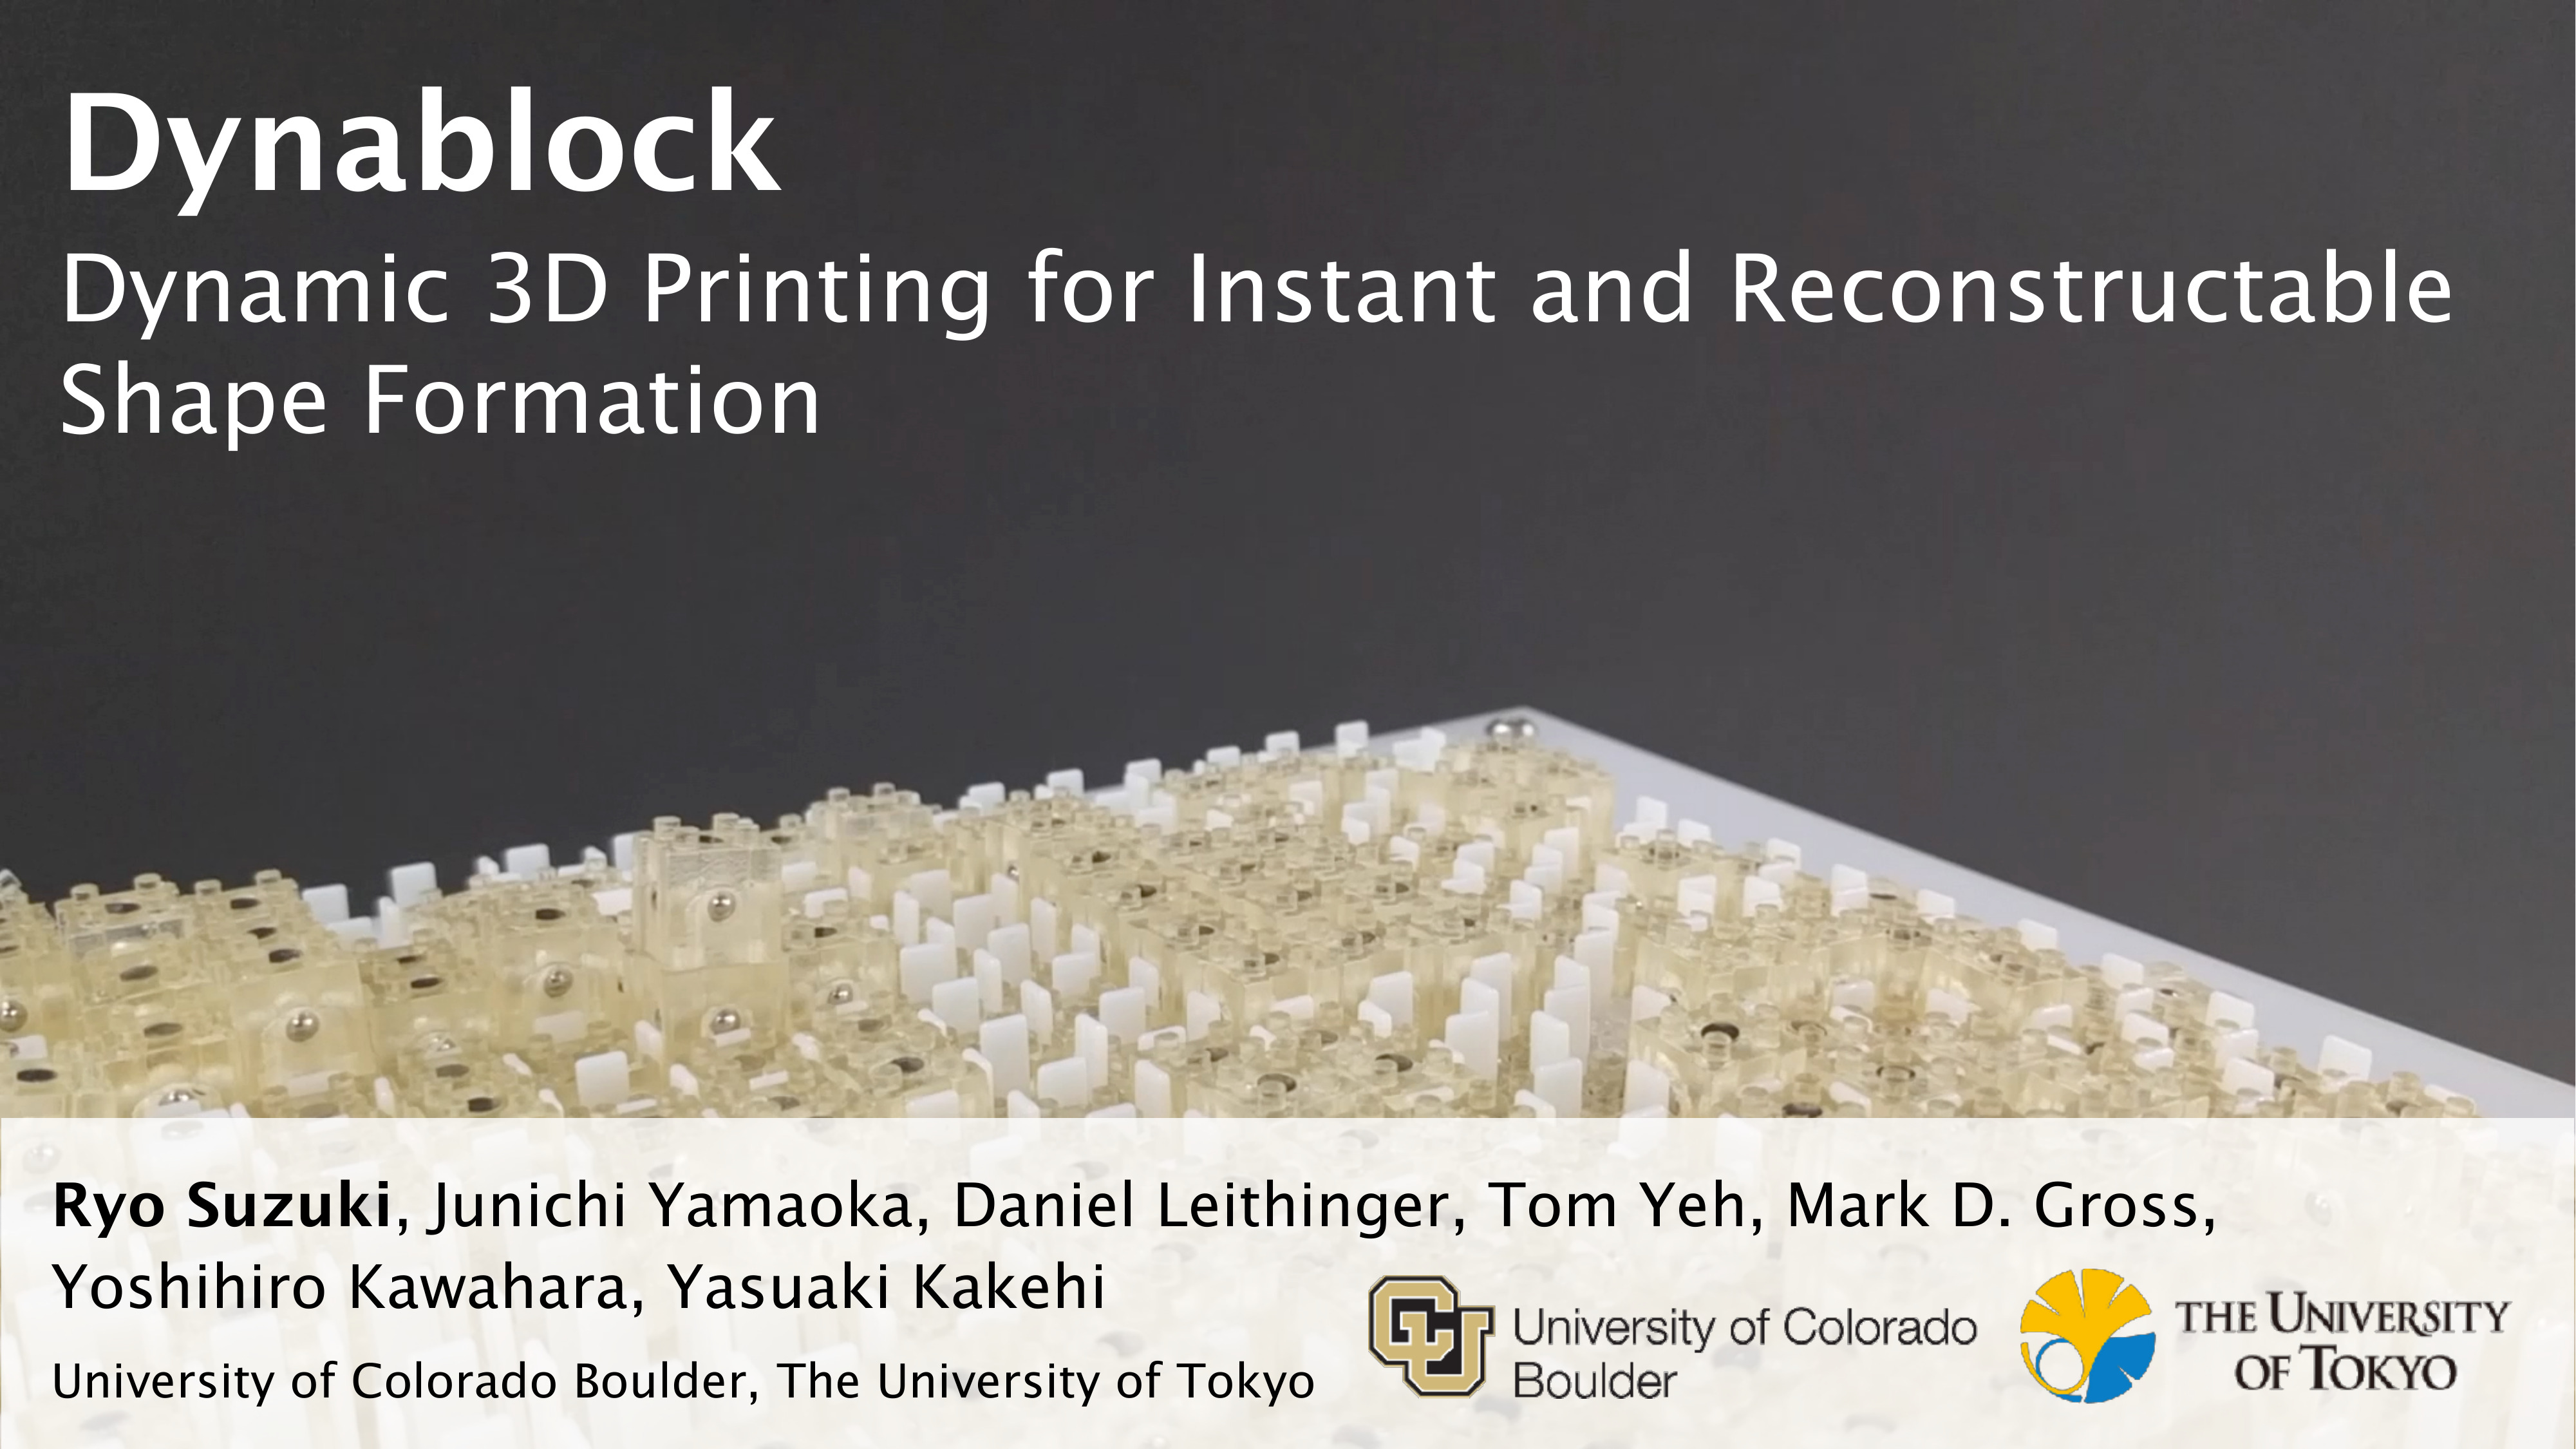 Dynablock
Dynamic 3D Printing for Instant and Reconstructable
Shape Formation
Ryo Suzuki, Junichi Yamaoka, Daniel Leithinger, Tom Yeh, Mark D. Gross,
Yoshihiro Kawahara, Yasuaki Kakehi
University of Colorado Boulder, The University of Tokyo
CU
University of Colorado
Boulder
THE UNIVERSITY
OF TOKYO